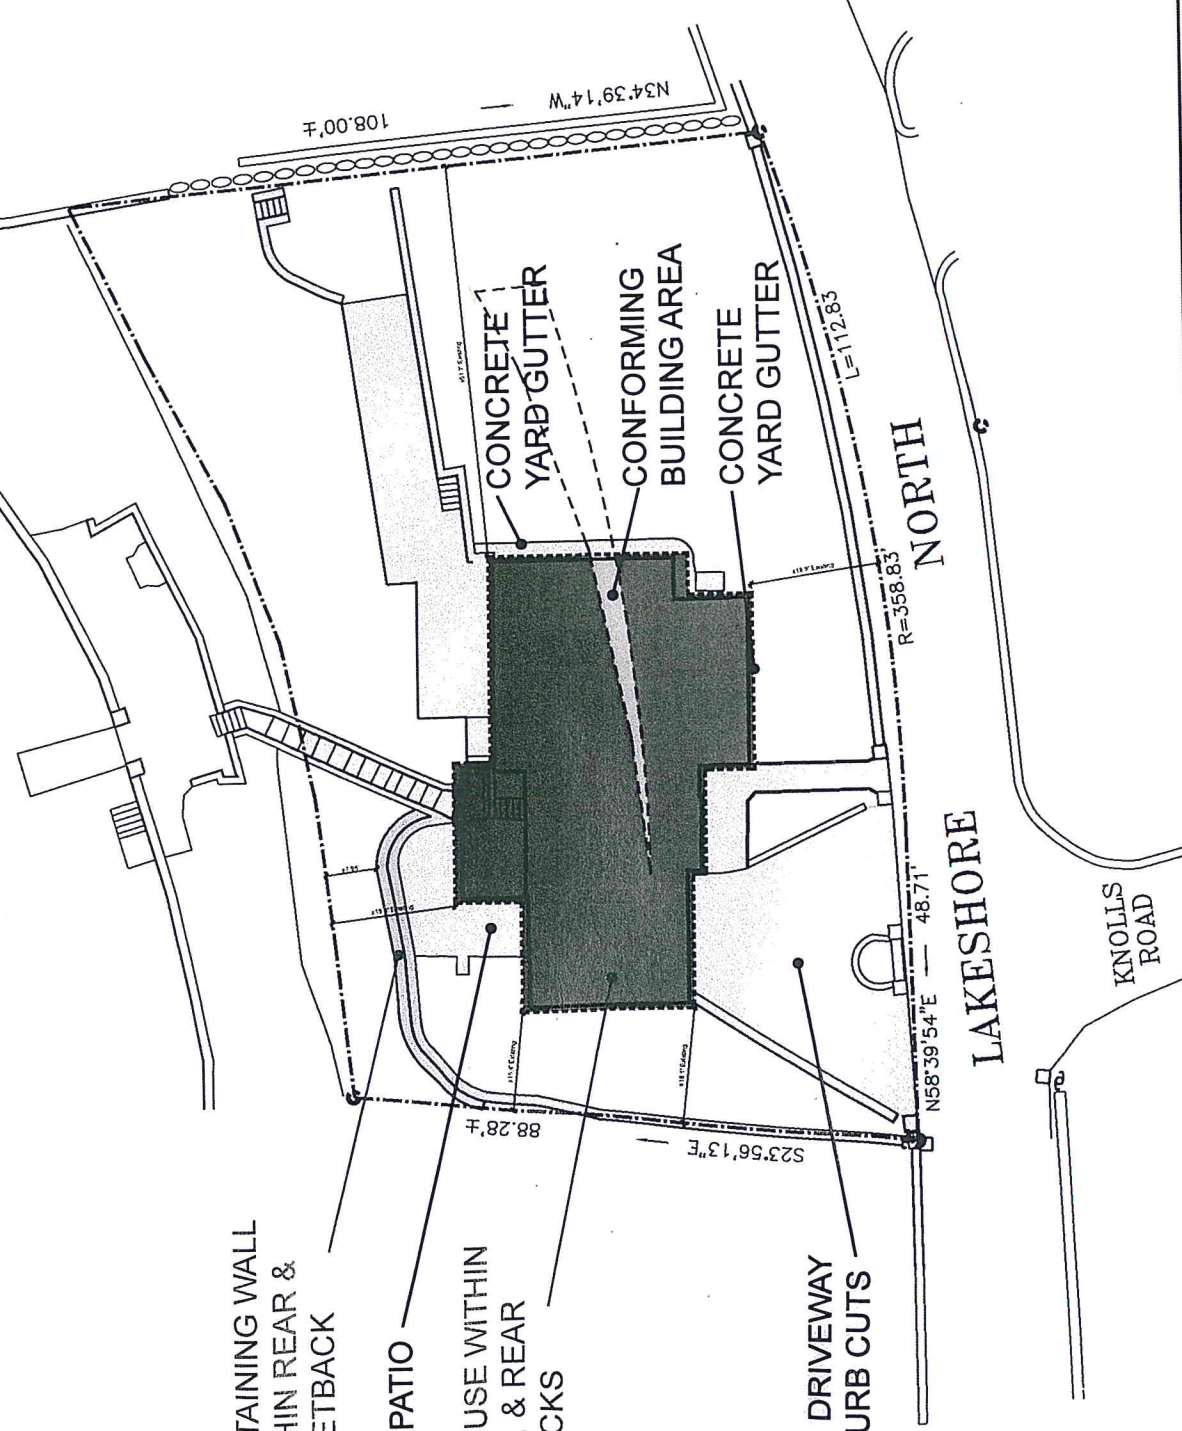 N34°39'14"W
108.00'±
CONCRETE
YARD GUTTER
CONFORMING
BUILDING AREA
CONCRETE
YARD GUTTER
L=112.83
R=358.83
NORTH
LAKESHORE
48.71'
N58°39'54"E
KNOLLS
ROAD
88.28'±
S23°56'13"E
TAINING WALL
HIN REAR &
ETBACK
PATIO
USE WITHIN
& REAR
CKS
DRIVEWAY
URB CUTS